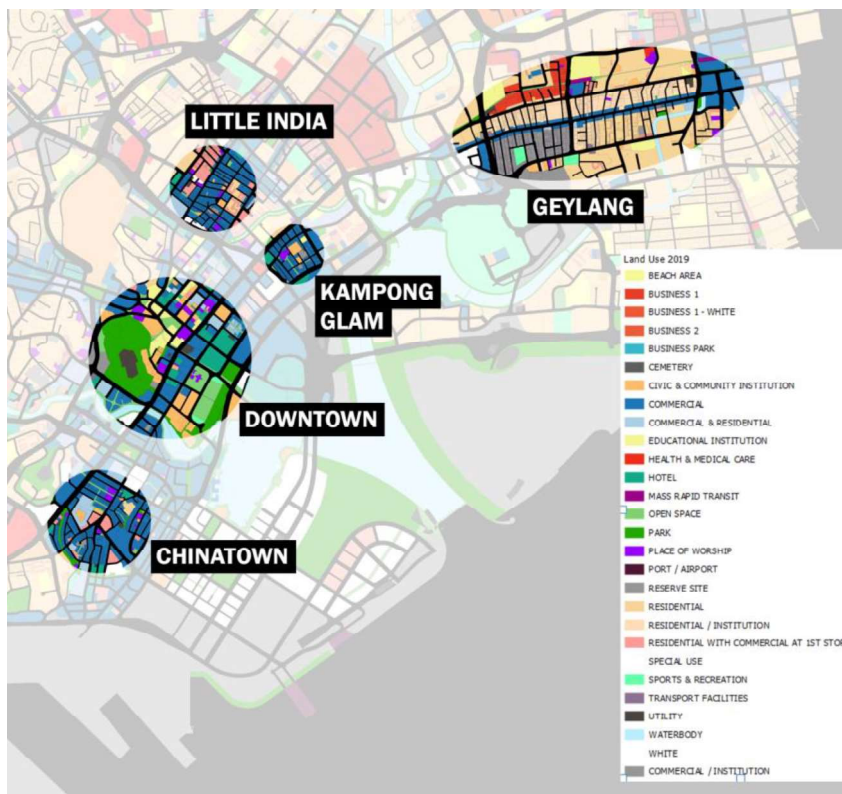 LITTLE INDIA
GEYLANG
KAMPONG
GLAM
DOWNTOWN
CHINATOWN
Land Use 2019
BEACH AREA
BUSINESS 1
BUSINESS 1 - WHITE
BUSINESS 2
BUSINESS PARK
CEMETERY
CIVIC & COMMUNITY INSTITUTION
COMMERCIAL
COMMERCIAL & RESIDENTIAL
EDUCATIONAL INSTITUTION
HEALTH & MEDICAL CARE
HOTEL
MASS RAPID TRANSIT
OPEN SPACE
PARK
PLACE OF WORSHIP
PORT / AIRPORT
RESERVE SITE
RESIDENTIAL
RESIDENTIAL / INSTITUTION
RESIDENTIAL WITH COMMERCIAL AT 1ST STOR
SPECIAL USE
SPORTS & RECREATION
TRANSPORT FACILITIES
UTILITY
WATERBODY
WHITE
COMMERCIAL / INSTITUTION